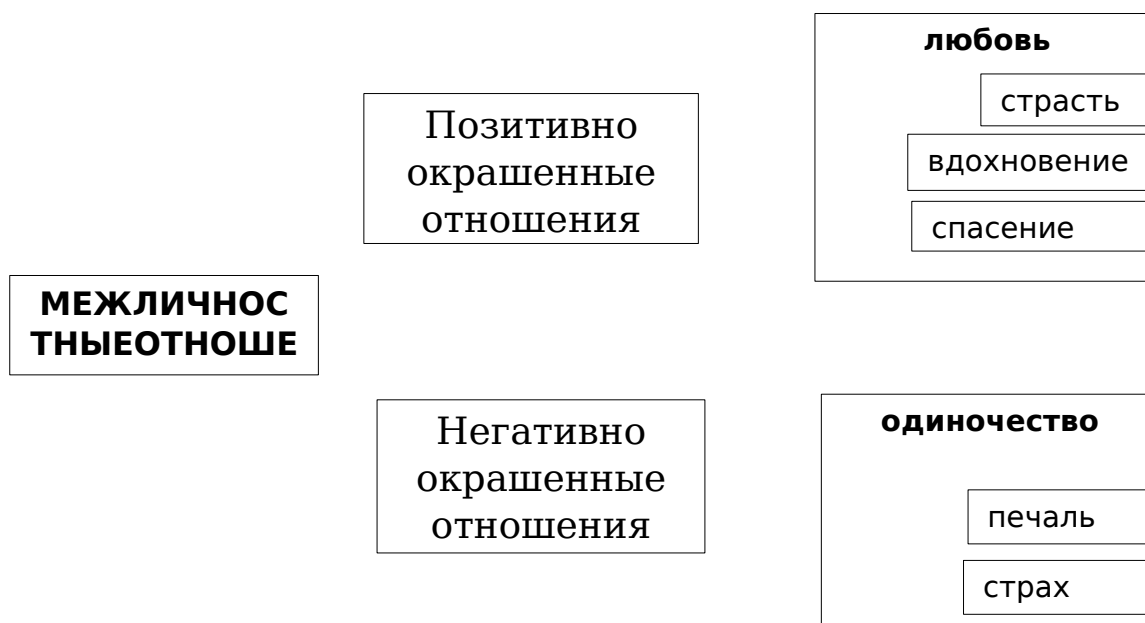 любовь
страсть
вдохновение
спасение
Позитивно
окрашенные
отношения
МЕЖЛИЧНОС
ТНЫЕОТНОШЕ
Негативно
окрашенные
отношения
одиночество
печаль
страх